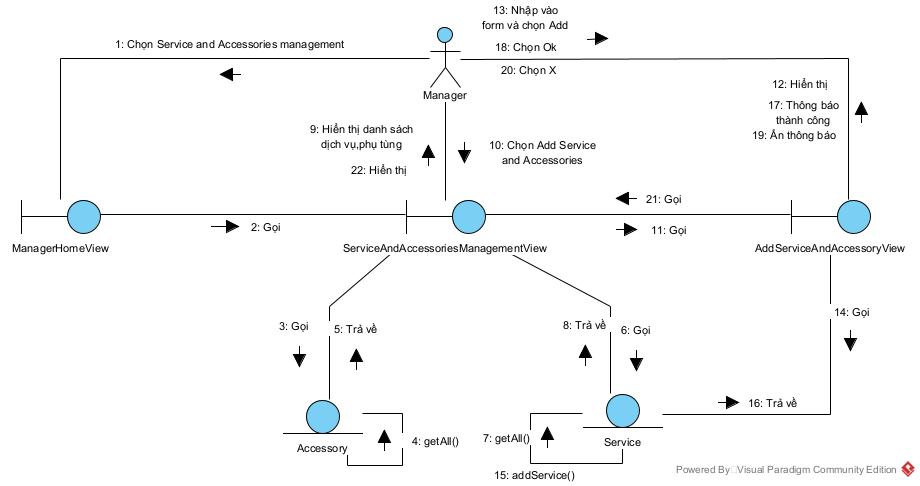 13: Nhập vào
form và chọn Add
1: Chọn Service and Accessories management
18: Chọn Ok
20: Chọn X
Manager
12: Hiển thị
17: Thông báo
thành công
19: Ấn thông báo
9: Hiển thị danh sách
dịch vụ,phụ tùng
22: Hiển thị
10: Chọn Add Service
and Accessories
21: Gọi
2: Gọi
11: Gọi
ManagerHomeView
ServiceAndAccessoriesManagementView
AddServiceAndAccessoryView
3: Gọi
5: Trả về
8: Trả về
6: Gọi
14: Gọi
16: Trả về
4: getAll()
7: getAll()
Accessory
Service
15: addService()
Powered By Visual Paradigm Community Edition